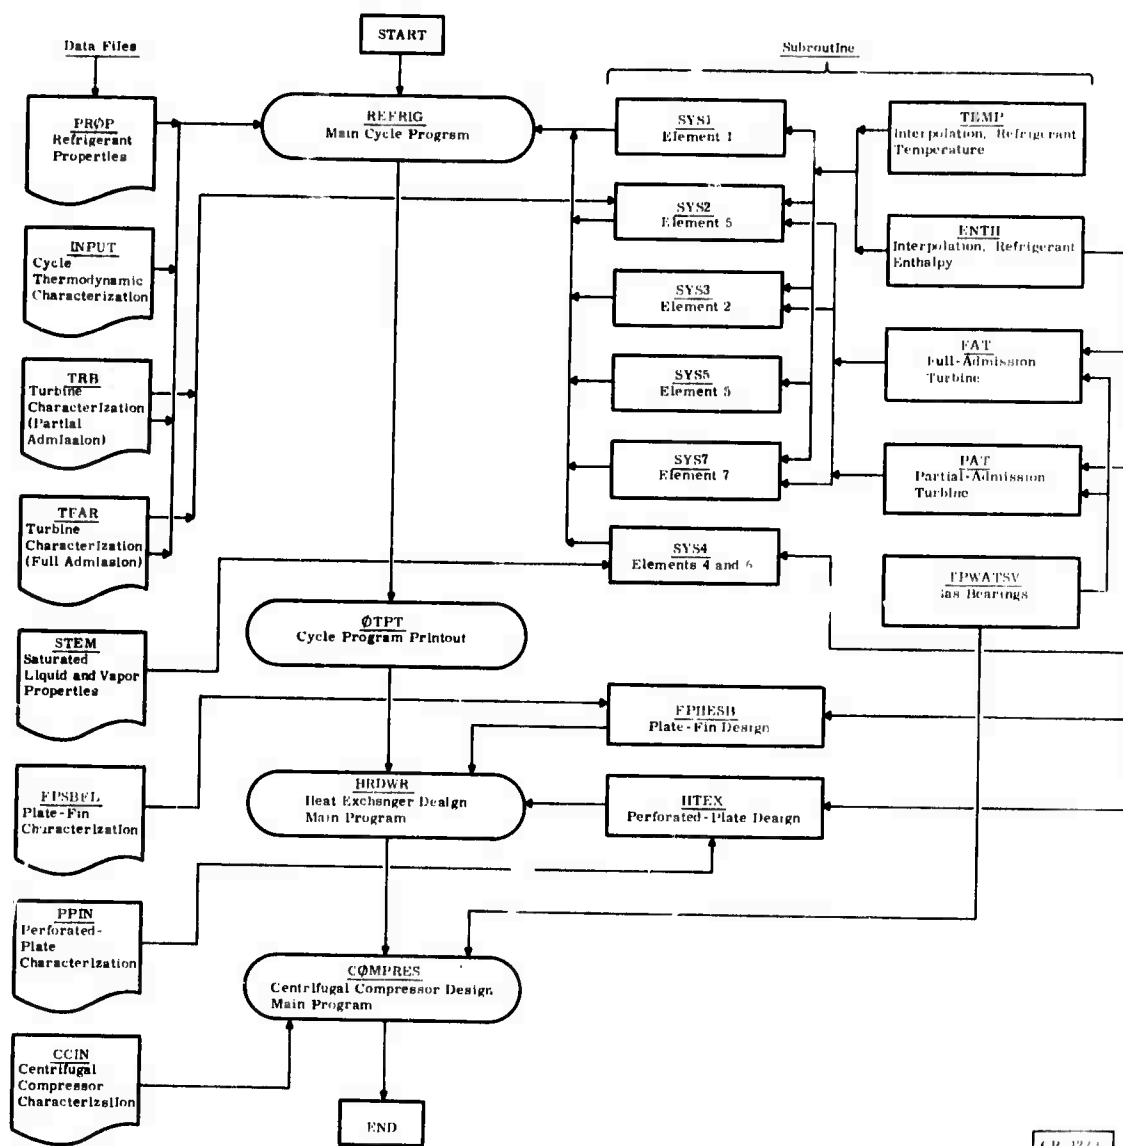 START
Data Files
Subroutine
PRØP
Refrigerant
Properties
REFRIG
Main Cycle Program
SYS1
Element 1
TEMP
Interpolation, Refrigerant
Temperature
INPUT
Cycle
Thermodynamic
Characterization
SYS2
Element 5
ENTH
Interpolation, Refrigerant
Enthalpy
SYS3
Element 2
TRB
Turbine
Characterization
(Partial
Admission)
SYS5
Element 5
FAT
Full-Admission
Turbine
SYS7
Element 7
PAT
Partial-Admission
Turbine
TFAR
Turbine
Characterization
(Full Admission)
SYS4
Elements 4 and 6
Gas Bearings
STEM
Saturated
Liquid and Vapor
Properties
ØTPT
Cycle Program Printout
Plate-Fin Design
Plate-Fin
Characterization
HRDWR
Heat Exchanger Design
Main Program
HTEX
Perforated-Plate Design
PPIN
Perforated-
Plate
Characterization
CØMPRES
Centrifugal Compressor Design
Main Program
CCIN
Centrifugal
Compressor
Characterization
END